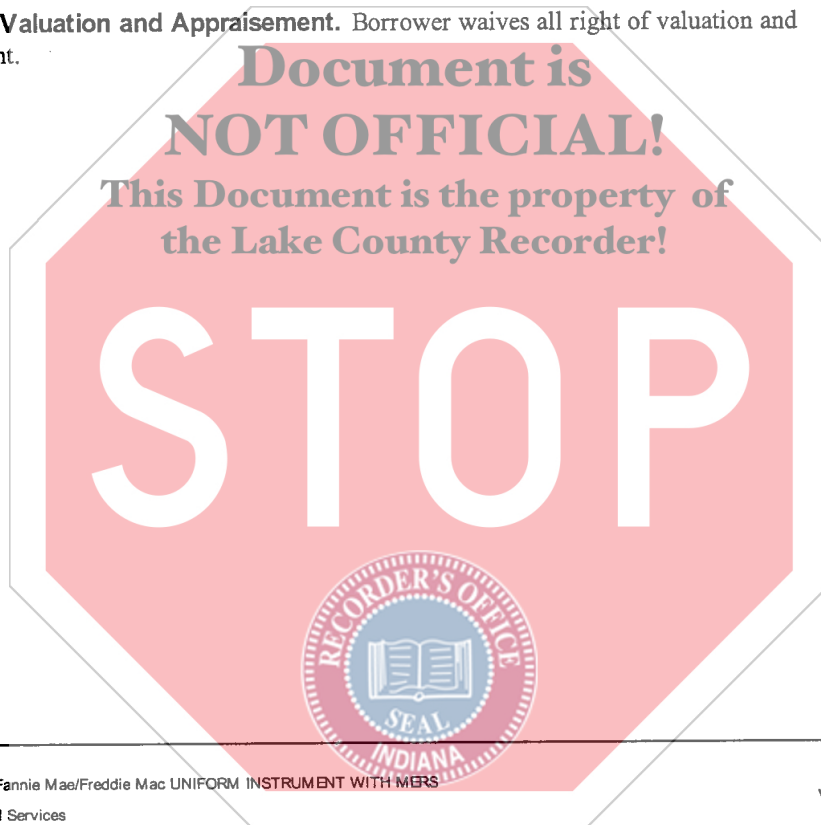 Valuation and Appraisement. Borrower waives all right of valuation and
nt.
Document is
NOT OFFICIAL!
This Document is the property of
the Lake County Recorder!
STOP
RECORDER'S OFFICE
SEAL
INDIANA
Fannie Mae/Freddie Mac UNIFORM INSTRUMENT WITH MERS
l Services